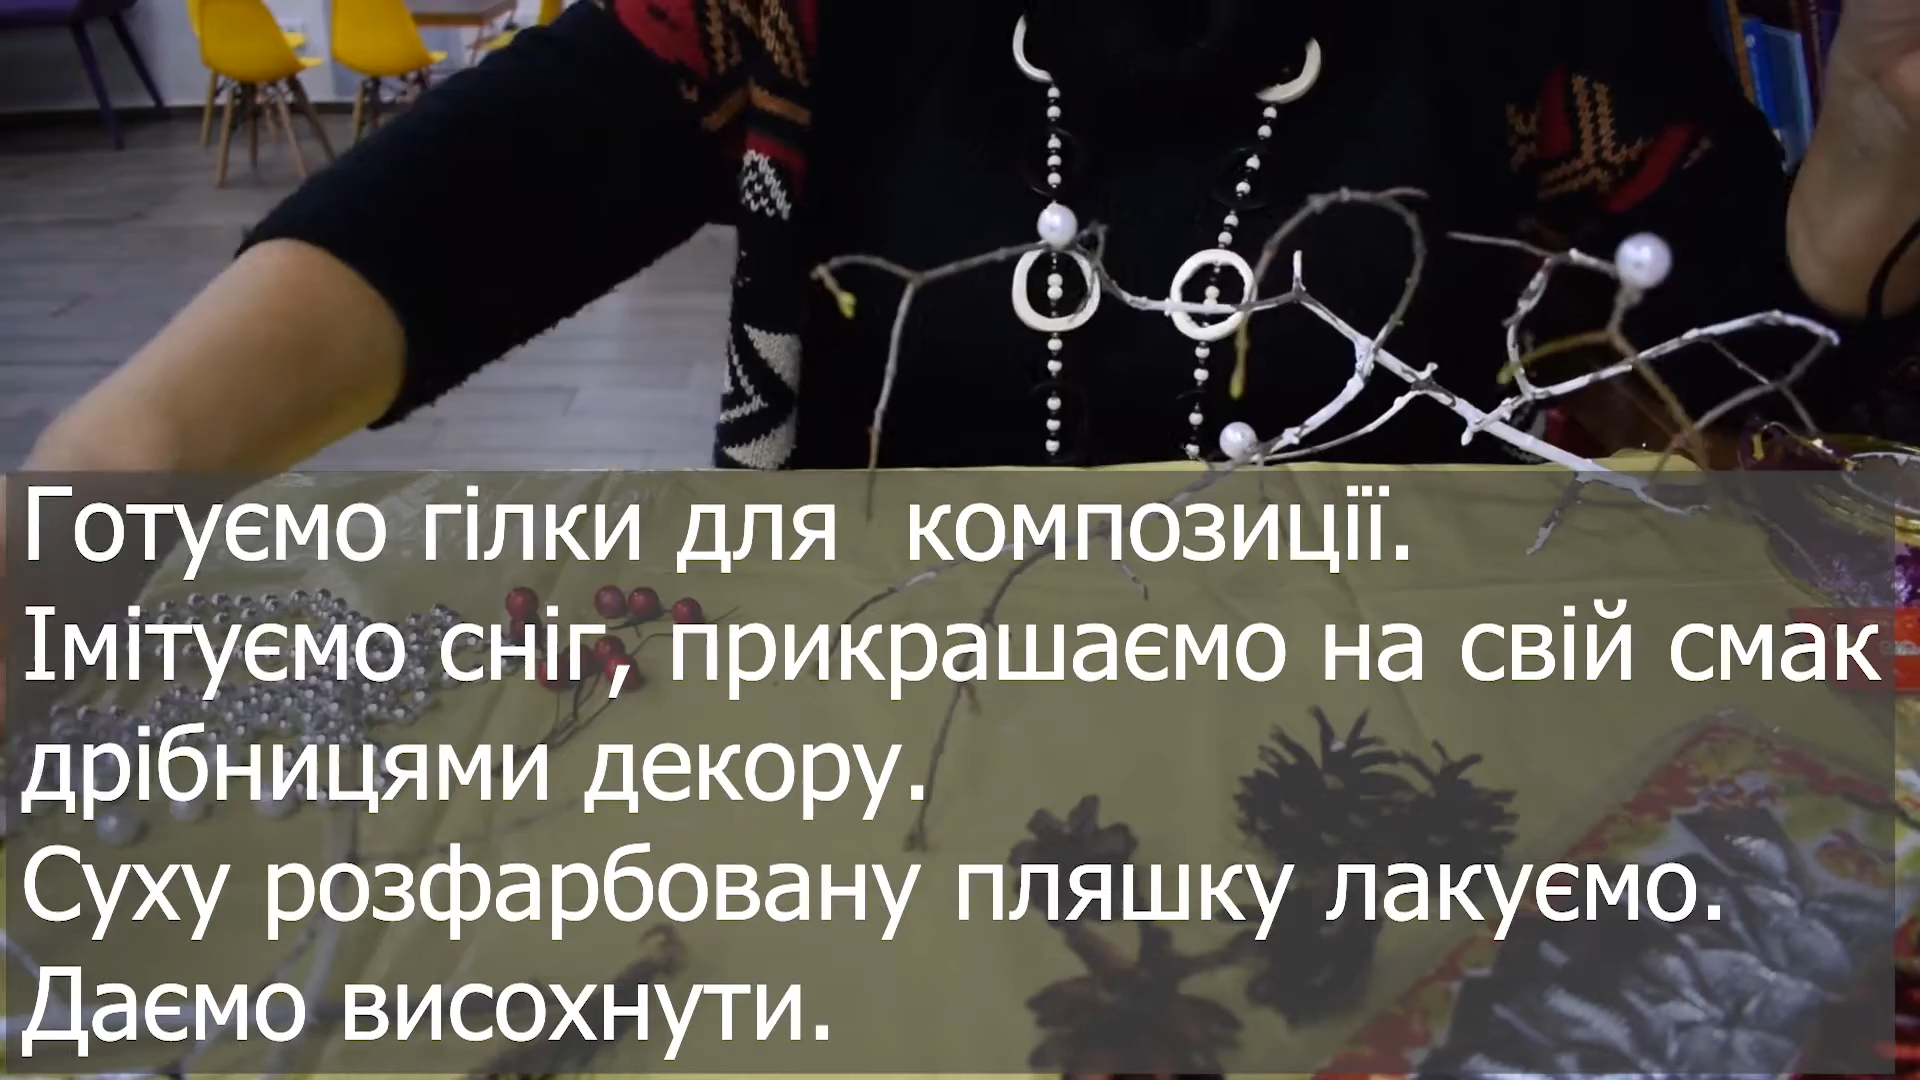 Готуємо гілки для композиції.
Імітуємо сніг, прикрашаємо на свій смак
дрібницями декору.
Суху розфарбовану пляшку лакуємо.
Даємо висохнути.